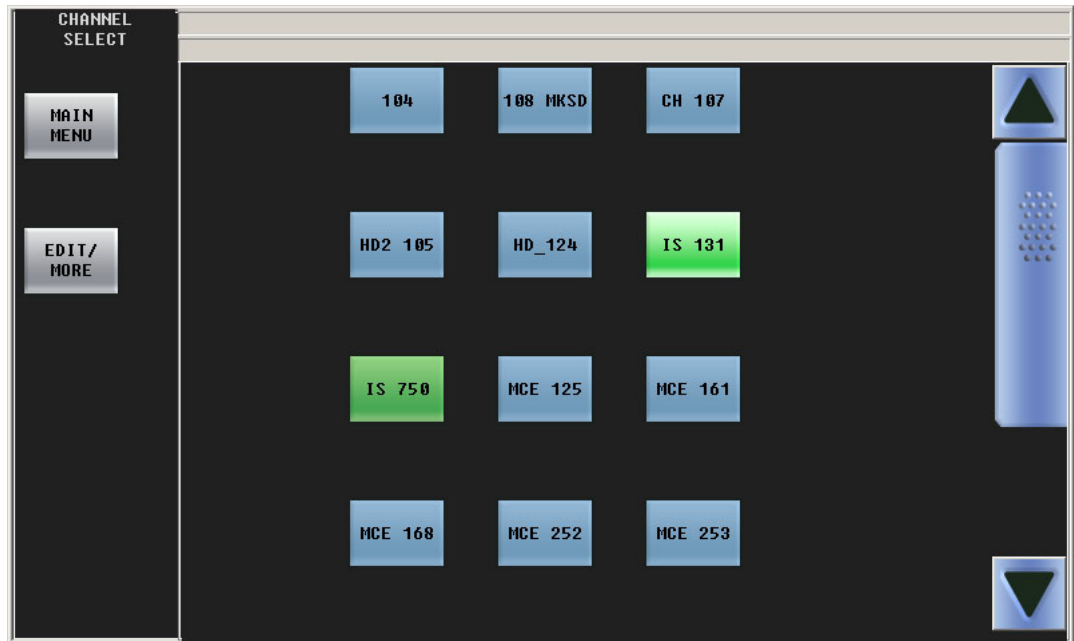 CHANNEL
SELECT
MAIN
MENU
EDIT/
MORE
104
108 MKSD
CH 107
HD2 105
HD_124
IS 131
IS 750
MCE 125
MCE 161
MCE 168
MCE 252
MCE 253